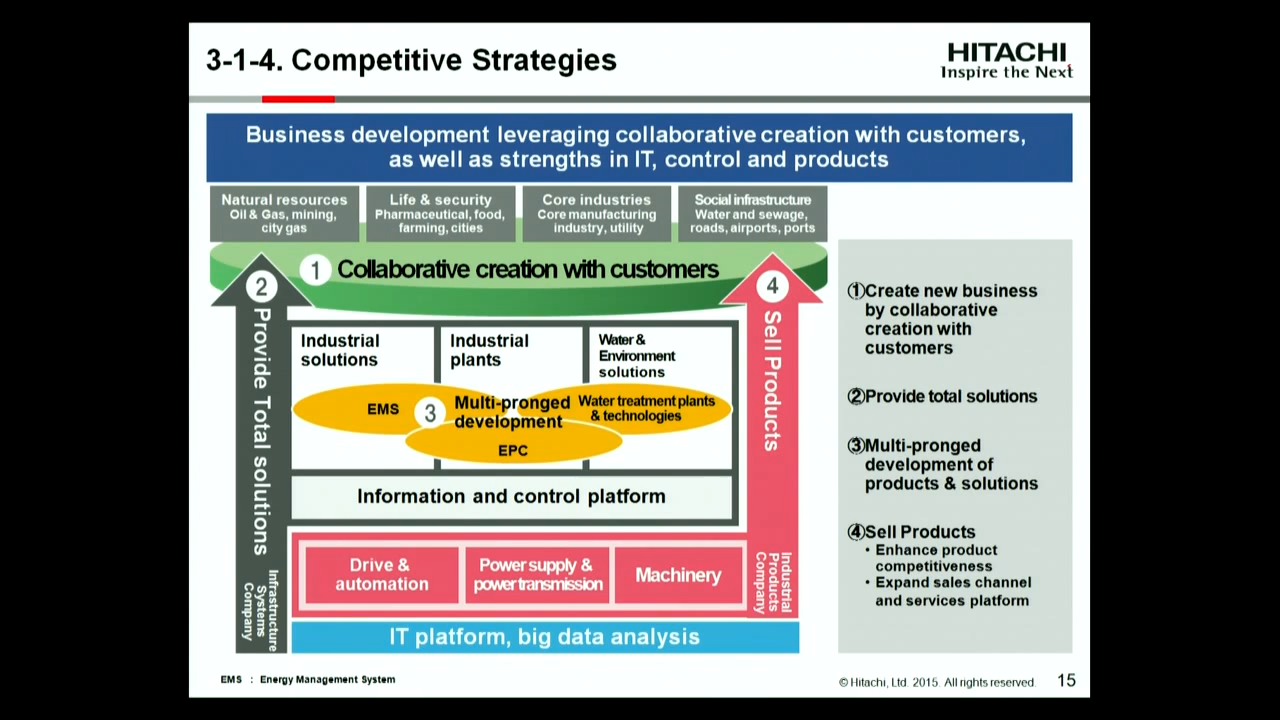 3-1-4. Competitive Strategies
HITACHI
Inspire the Next
Business development leveraging collaborative creation with customers,
as well as strengths in IT, control and products
Natural resources
Oil & Gas, mining,
city gas
Life & security
Pharmaceutical, food,
farming, cities
Core industries
Core manufacturing
industry, utility
Social infrastructure
Water and sewage,
roads, airports, ports
① Collaborative creation with customers
② Provide Total solutions
Infrastructure
Systems
Company
Industrial
solutions
Industrial
plants
Water &
Environment
solutions
EMS
③ Multi-pronged
development
Water treatment plants
& technologies
EPC
Information and control platform
④ Sell Products
Industrial
Products
Company
Drive &
automation
Power supply &
power transmission
Machinery
IT platform, big data analysis
①Create new business
by collaborative
creation with
customers
②Provide total solutions
③Multi-pronged
development of
products & solutions
④Sell Products
・Enhance product
competitiveness
・Expand sales channel
and services platform
EMS : Energy Management System
© Hitachi, Ltd. 2015. All rights reserved.
15